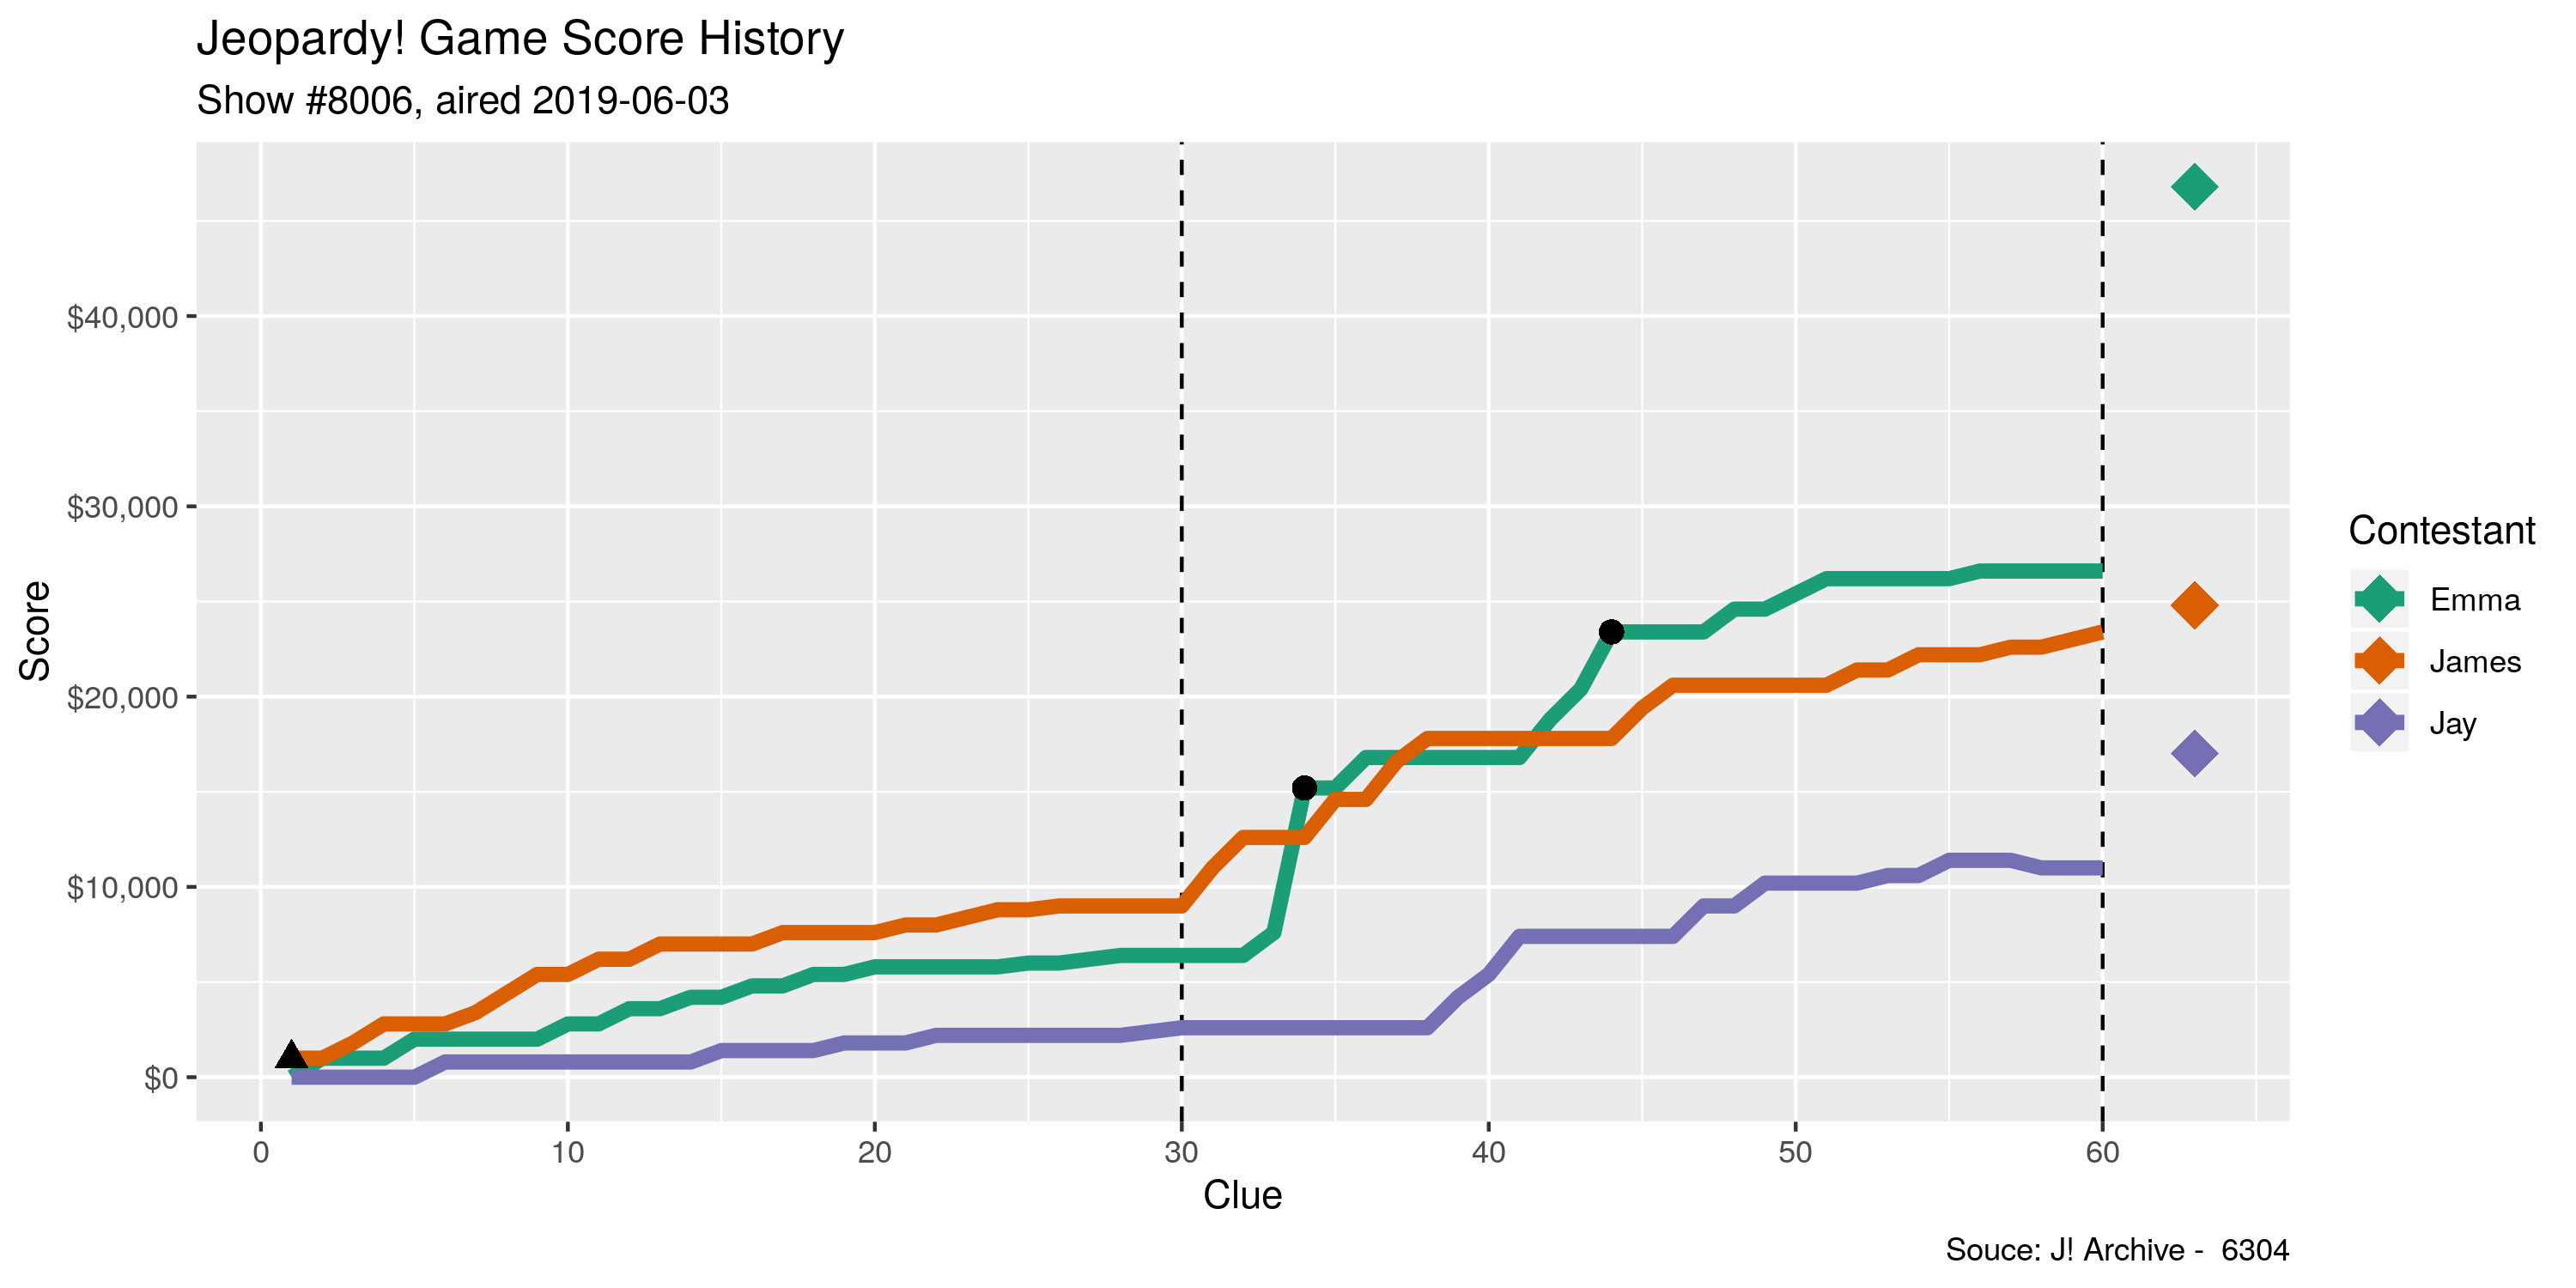 Jeopardy! Game Score History
Show #8006, aired 2019-06-03
Score
$40,000
$30,000
$20,000
$10,000
$0
0 10 20 30 40 50 60
Clue
Contestant
Emma
James
Jay
Souce: J! Archive -  6304